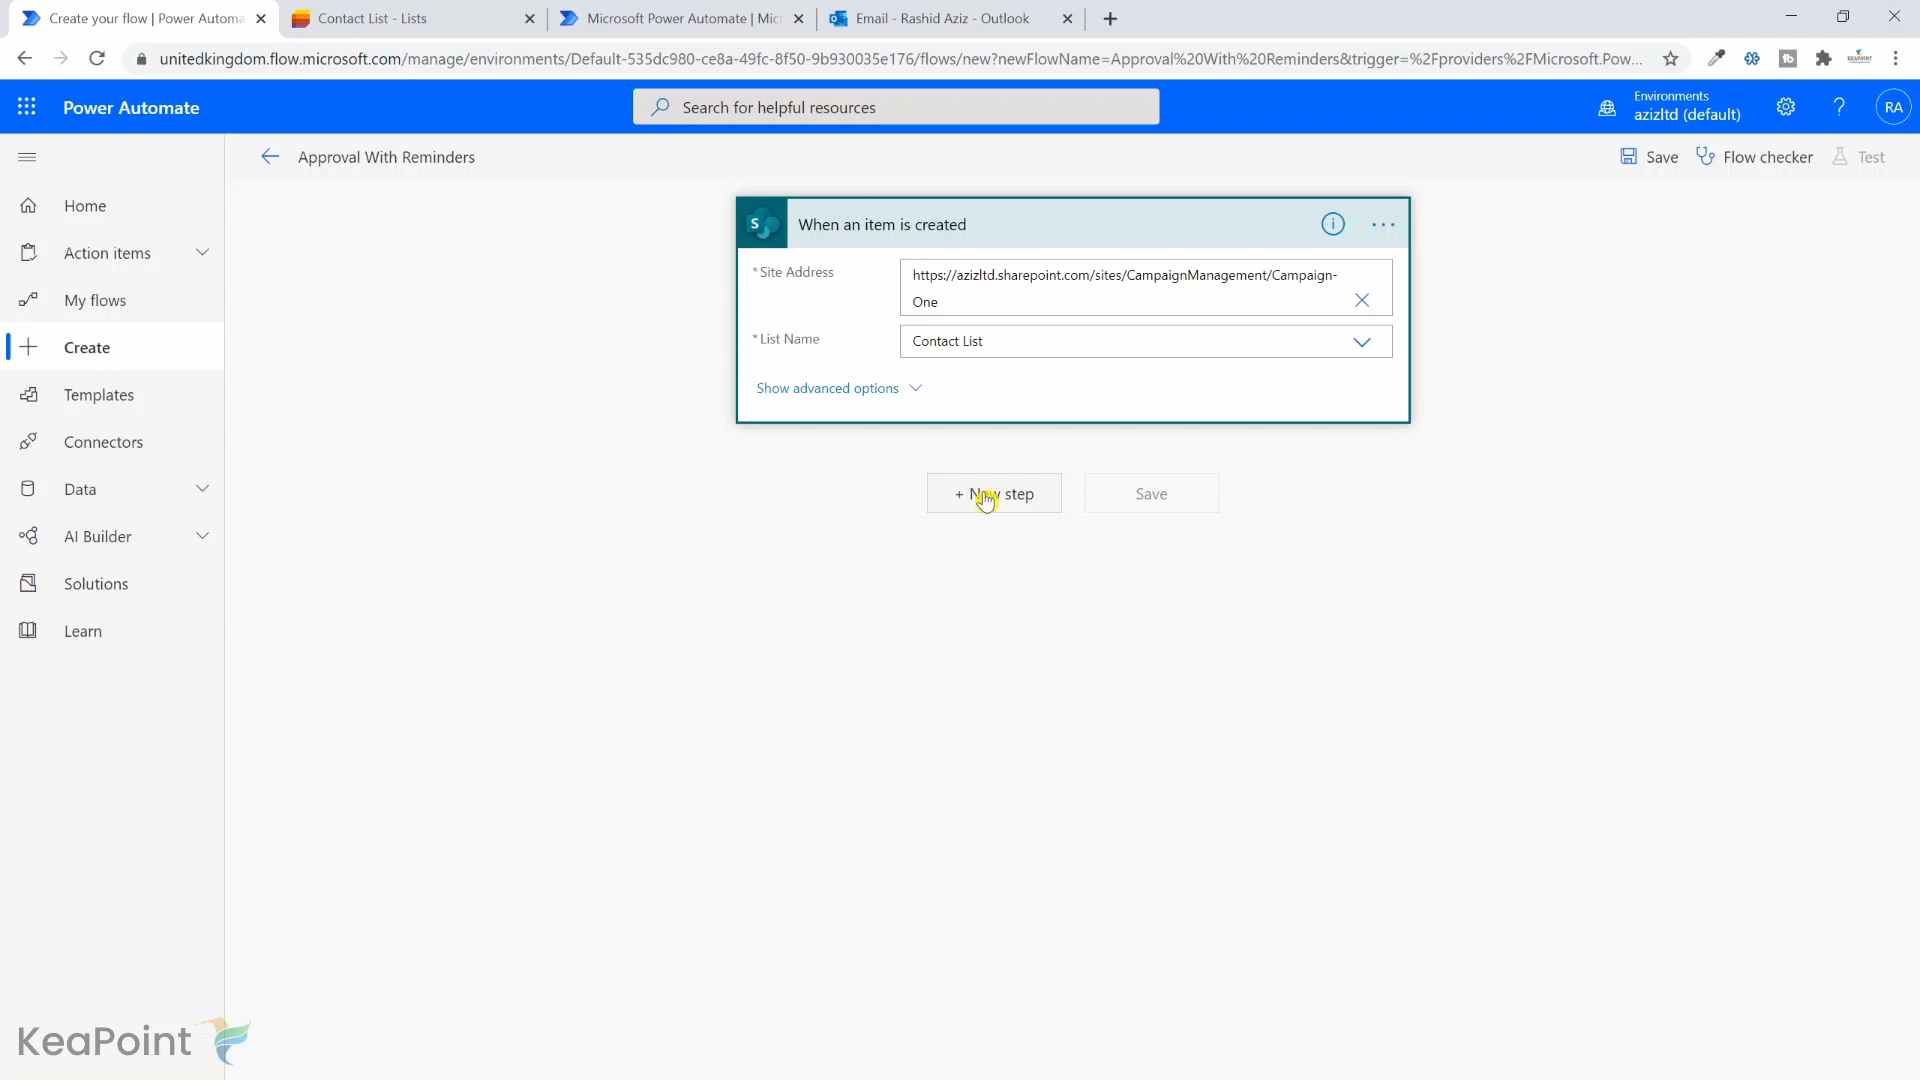 Create your flow | Power Automa
Contact List - Lists
Microsoft Power Automate | Mic
Email - Rashid Aziz - Outlook
unitedkingdom.flow.microsoft.com/manage/environments/Default-535dc980-ce8a-49fc-8f50-9b930035e176/flows/new?newFlowName=Approval%20With%20Reminders&trigger=%2Fproviders%2FMicrosoft.Pow...
Power Automate
Search for helpful resources
Environments
azizltd (default)
RA
Approval With Reminders
Save
Flow checker
Test
Home
Action items
My flows
Create
Templates
Connectors
Data
AI Builder
Solutions
Learn
S
When an item is created
* Site Address
https://azizltd.sharepoint.com/sites/CampaignManagement/Campaign-
One
* List Name
Contact List
Show advanced options
+ New step
Save
KeaPoint